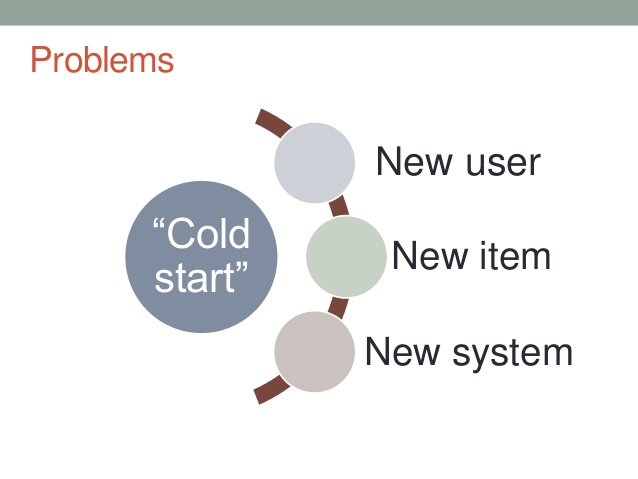 Problems
“Cold
start”
New user
New item
New system